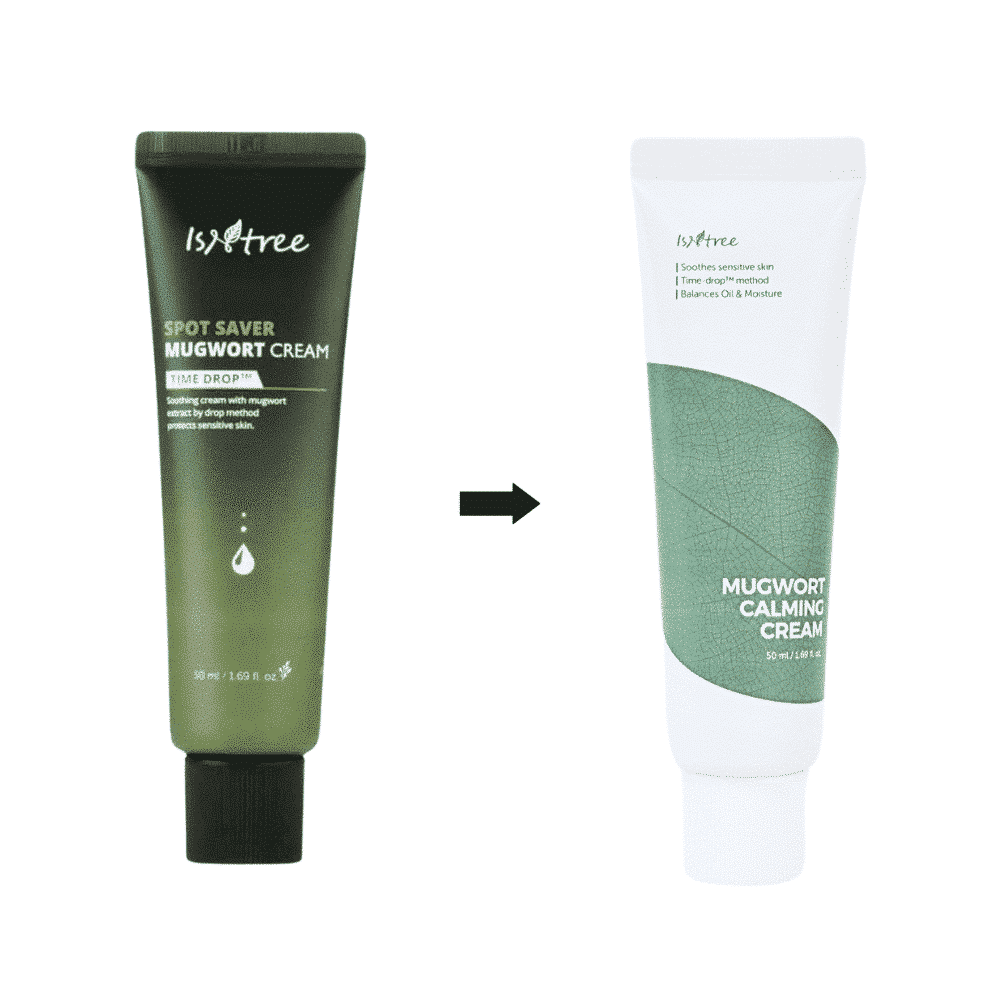 Isntree
SPOT SAVER
MUGWORT CREAM
TIME DROP™
Soothing cream with mugwort
extract by drop method
protects sensitive skin.
50 ml / 1.69 fl. oz.
Isntree
Soothes sensitive skin
Time-drop™ method
Balances Oil & Moisture
MUGWORT
CALMING
CREAM
50 ml / 1.69 fl. oz.